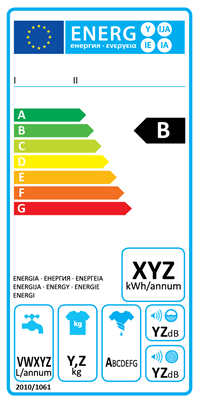 ENERG Y IJA
енергия · ενεργεια IE IA
I II
A
B
B
C
D
E
F
G
ENERGIA · ЕНЕРГИЯ · ΕΝΕΡΓΕΙΑ
ENERGIJA · ENERGY · ENERGIE
ENERGI
XYZ
kWh/annum
VWXYZ
L/annum
kg
Y,Z
kg
ABCDEFG
YZdB
YZdB
2010/1061